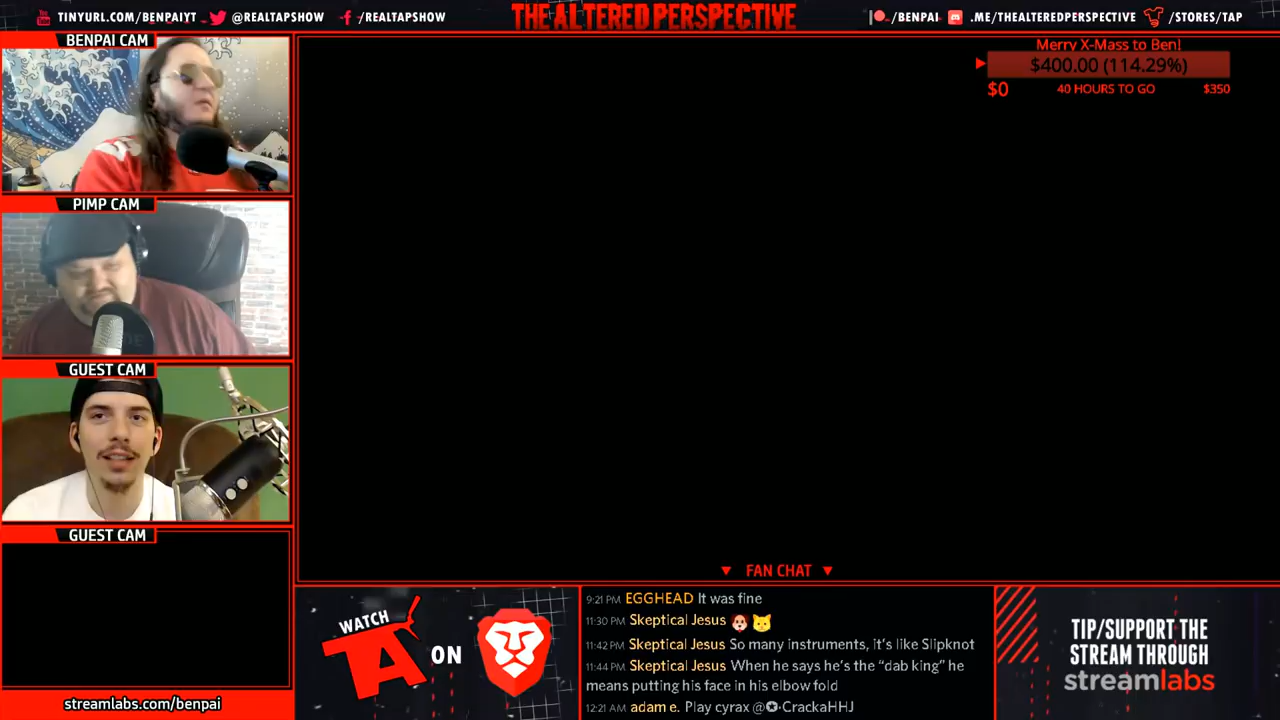 TINYURL.COM/BENPAIYT @REALTAPSHOW /REALTAPSHOW THE ALTERED PERSPECTIVE /BENPAI .ME/THEALTEREDPERSPECTIVE /STORES/TAP
BENPAI CAM
Merry X-Mass to Ben!
$400.00 (114.29%)
$0 40 HOURS TO GO $350
PIMP CAM
GUEST CAM
GUEST CAM
FAN CHAT
WATCH
TA ON
9:21 PM EGGHEAD It was fine
11:30 PM Skeptical Jesus
11:42 PM Skeptical Jesus So many instruments, it's like Slipknot
11:44 PM Skeptical Jesus When he says he's the “dab king” he
means putting his face in his elbow fold
12:21 AM adam e. Play cyrax @✪•CrackaHHJ
TIP/SUPPORT THE
STREAM THROUGH
streamlabs
streamlabs.com/benpai